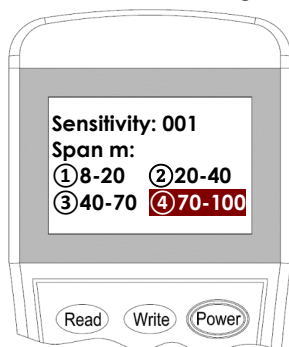 Sensitivity: 001
Span m:
①8-20 ②20-40
③40-70 ④70-100
Read Write Power